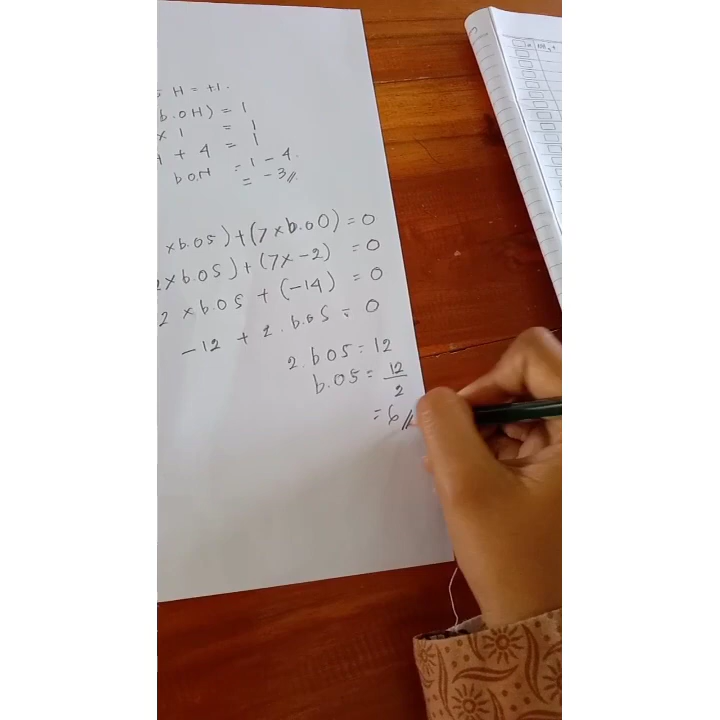 H = +1.
b.OH) = 1
x 1 = 1
+ 4 = 1
b OH = 1 - 4.
= -3//
x b.OS) + (7 x b.OO) = 0
2 x b.OS) + (7 x -2) = 0
2 x b.OS + (-14) = 0
-12 + 2. b.OS = 0
2. b OS = 12
b.OS = 12/2
= 6//